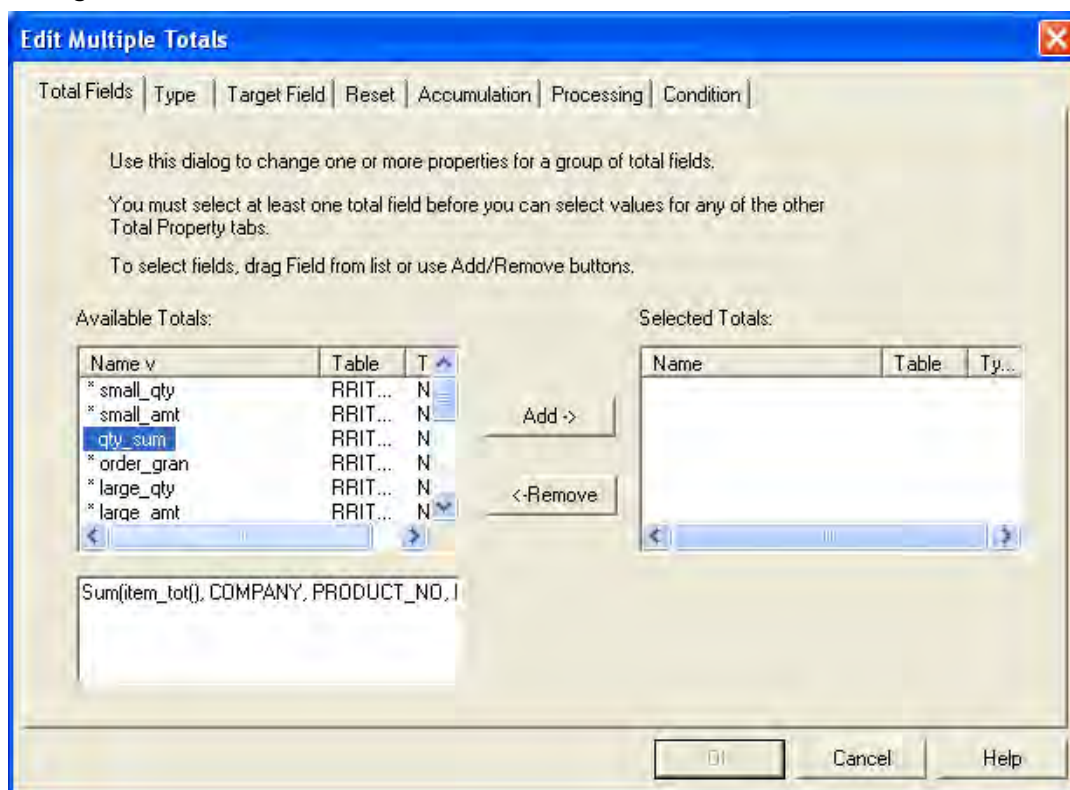 Edit Multiple Totals
Total Fields Type Target Field Reset Accumulation Processing Condition
Use this dialog to change one or more properties for a group of total fields.
You must select at least one total field before you can select values for any of the other
Total Property tabs.
To select fields, drag Field from list or use Add/Remove buttons.
Available Totals:
Selected Totals:
Name v Table T
Name Table Ty...
* small_qty RRIT... N
* small_amt RRIT... N
qty_sum RRIT... N
* order_gran RRIT... N
* large_qty RRIT... N
* large_amt RRIT... N
Add ->
<-Remove
Sum(item_tot(), COMPANY, PRODUCT_NO,
Cancel Help